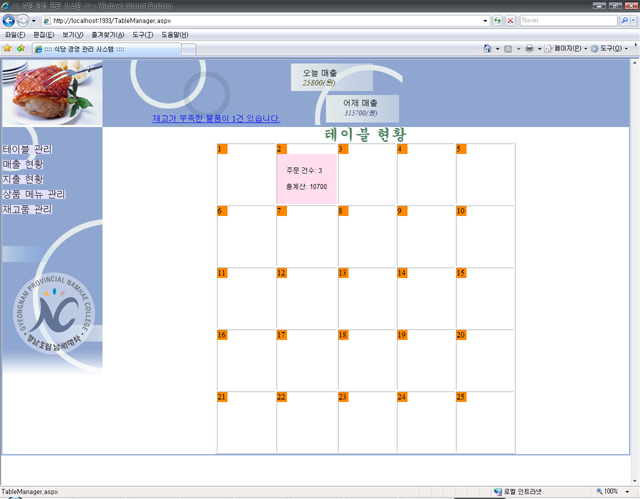 :::: 식당 경영 관리 시스템 :::: - Windows Internet Explorer
http://localhost:1933/TableManager.aspx
Naver
파일(F) 편집(E) 보기(V) 즐겨찾기(A) 도구(T) 도움말(H)
:::: 식당 경영 관리 시스템 ::::
페이지(P) 도구(O)
오늘 매출
25800(원)
어제 매출
315700(원)
재고가 부족한 물품이 1건 있습니다.
테이블 현황
테이블 관리
매출 현황
지출 현황
상품 메뉴 관리
재고품 관리
GYEONGNAM PROVINCIAL NAMHAE COLLEGE
NC
경남도립남해대학
1 2 3 4 5
주문 건수: 3
총계산: 10700
6 7 8 9 10
11 12 13 14 15
16 17 18 19 20
21 22 23 24 25
TableManager.aspx
로컬 인트라넷
100%